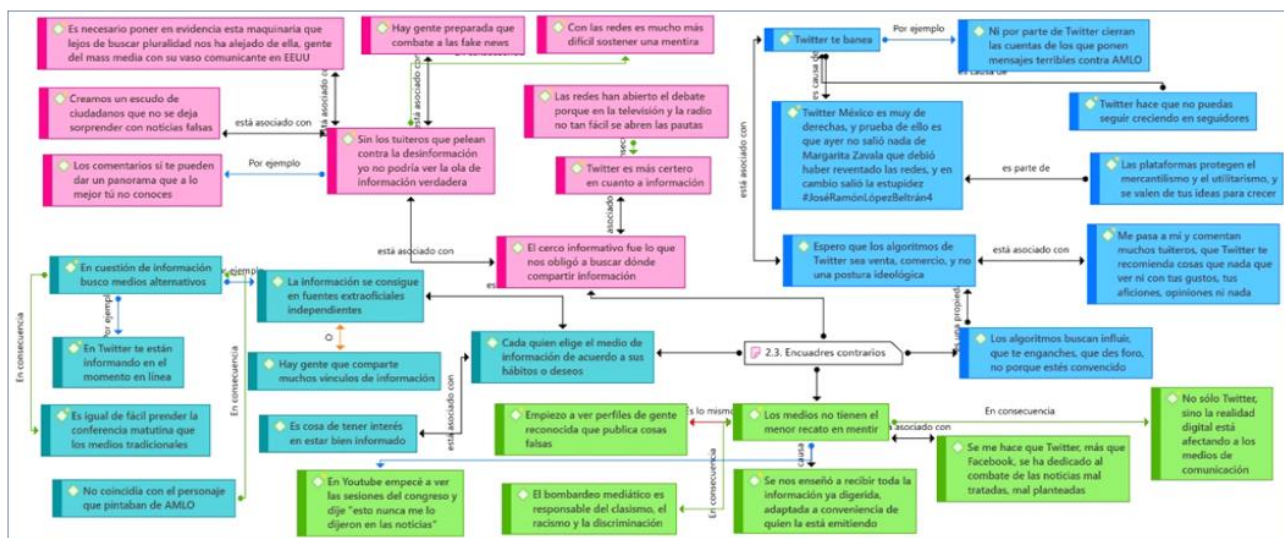 Es necesario poner en evidencia esta maquinaria que
lejos de buscar pluralidad nos ha alejado de ella, gente
del mass media con su vaso comunicante en EEUU
Hay gente preparada que
combate a las fake news
Con las redes es mucho más
difícil sostener una mentira
Creamos un escudo de
ciudadanos que no se deja
sorprender con noticias falsas
está asociado con
Los comentarios sí te pueden
dar un panorama que a lo
mejor tú no conoces
Por ejemplo
Sin los tuiteros que pelean
contra la desinformación
yo no podría ver la ola de
información verdadera
Las redes han abierto el debate
porque en la televisión y la radio
no tan fácil se abren las pautas
Twitter es más certero
en cuanto a información
asociado
está asociado con
El cerco informativo fue lo que
nos obligó a buscar dónde
compartir información
Twitter te banea
Por ejemplo
Ni por parte de Twitter cierran
las cuentas de los que ponen
mensajes terribles contra AMLO
es causa de
es causa de
Twitter hace que no puedas
seguir creciendo en seguidores
Twitter México es muy de
derechas, y prueba de ello es
que ayer no salió nada de
Margarita Zavala que debió
haber reventado las redes, y en
cambio salió la estupidez
#JoséRamónLópezBeltrán4
está asociado con
es parte de
Las plataformas protegen el
mercantilismo y el utilitarismo, y
se valen de tus ideas para crecer
Espero que los algoritmos de
Twitter sea venta, comercio, y no
una postura ideológica
está asociado con
Me pasa a mí y comentan
muchos tuiteros, que Twitter te
recomienda cosas que nada que
ver ni con tus gustos, tus
aficiones, opiniones ni nada
Los algoritmos buscan influir,
que te enganches, que des foro,
no porque estés convencido
En cuestión de información
busco medios alternativos
ejemplo
La información se consigue
en fuentes extraoficiales
independientes
Por ejemplo
En consecuencia
En Twitter te están
informando en el
momento en línea
Hay gente que comparte
muchos vínculos de información
En consecuencia
Es igual de fácil prender la
conferencia matutina que
los medios tradicionales
Es cosa de tener interés
en estar bien informado
está asociado con
No coincidía con el personaje
que pintaban de AMLO
Cada quien elige el medio de
información de acuerdo a sus
hábitos o deseos
2.3. Encuadres contrarios
Empiezo a ver perfiles de gente
reconocida que publica cosas
falsas
Es lo mismo
Los medios no tienen el
menor recato en mentir
En consecuencia
No sólo Twitter,
sino la realidad
digital está
afectando a los
medios de
comunicación
asociado con
Se me hace que Twitter, más que
Facebook, se ha dedicado al
combate de las noticias mal
tratadas, mal planteadas
causa
En consecuencia
En Youtube empecé a ver
las sesiones del congreso y
dije "esto nunca me lo
dijeron en las noticias"
El bombardeo mediático es
responsable del clasismo, el
racismo y la discriminación
Se nos enseñó a recibir toda la
información ya digerida,
adaptada a conveniencia de
quien la está emitiendo